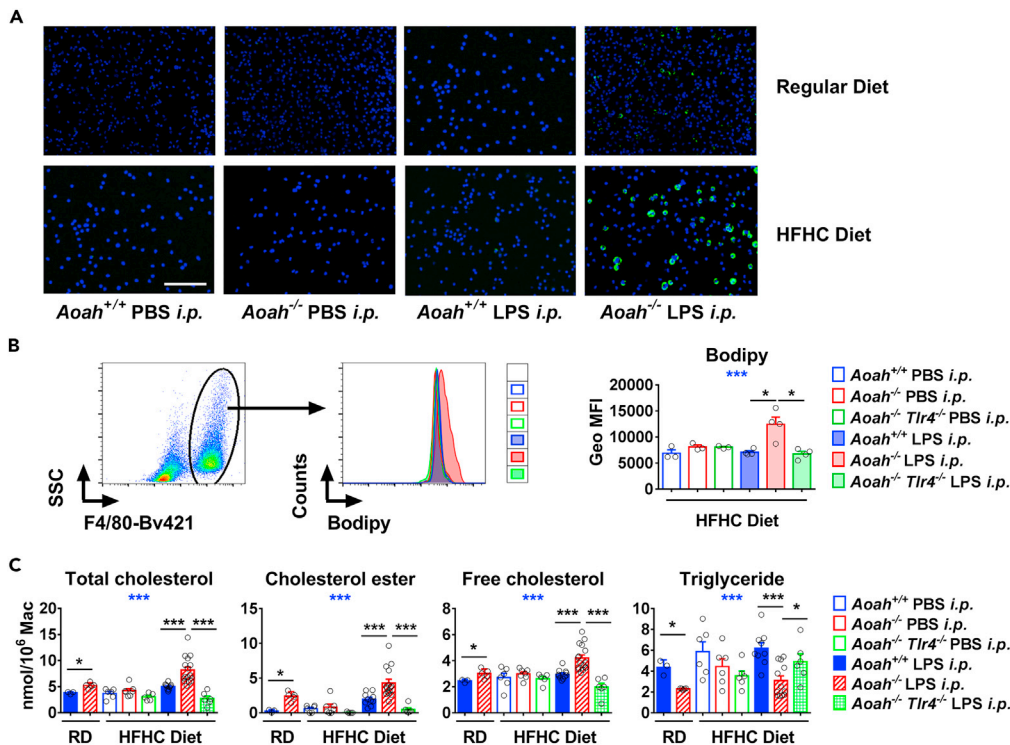 A
Regular Diet
HFHC Diet
Aoah+/+ PBS i.p.
Aoah-/- PBS i.p.
Aoah+/+ LPS i.p.
Aoah-/- LPS i.p.
B
SSC
F4/80-Bv421
Counts
Bodipy
Bodipy
***
* *
Geo MFI
20000
15000
10000
5000
0
HFHC Diet
Aoah+/+ PBS i.p.
Aoah-/- PBS i.p.
Aoah-/- Tlr4-/- PBS i.p.
Aoah+/+ LPS i.p.
Aoah-/- LPS i.p.
Aoah-/- Tlr4-/- LPS i.p.
C
Total cholesterol
***
*** ***
*
nmol/10^6 Mac
20
15
10
5
0
RD HFHC Diet
Cholesterol ester
***
*** ***
*
15
10
5
0
RD HFHC Diet
Free cholesterol
***
*** ***
*
8
6
4
2
0
RD HFHC Diet
Triglyceride
***
*** *
*
10
8
6
4
2
0
RD HFHC Diet
Aoah+/+ PBS i.p.
Aoah-/- PBS i.p.
Aoah-/- Tlr4-/- PBS i.p.
Aoah+/+ LPS i.p.
Aoah-/- LPS i.p.
Aoah-/- Tlr4-/- LPS i.p.